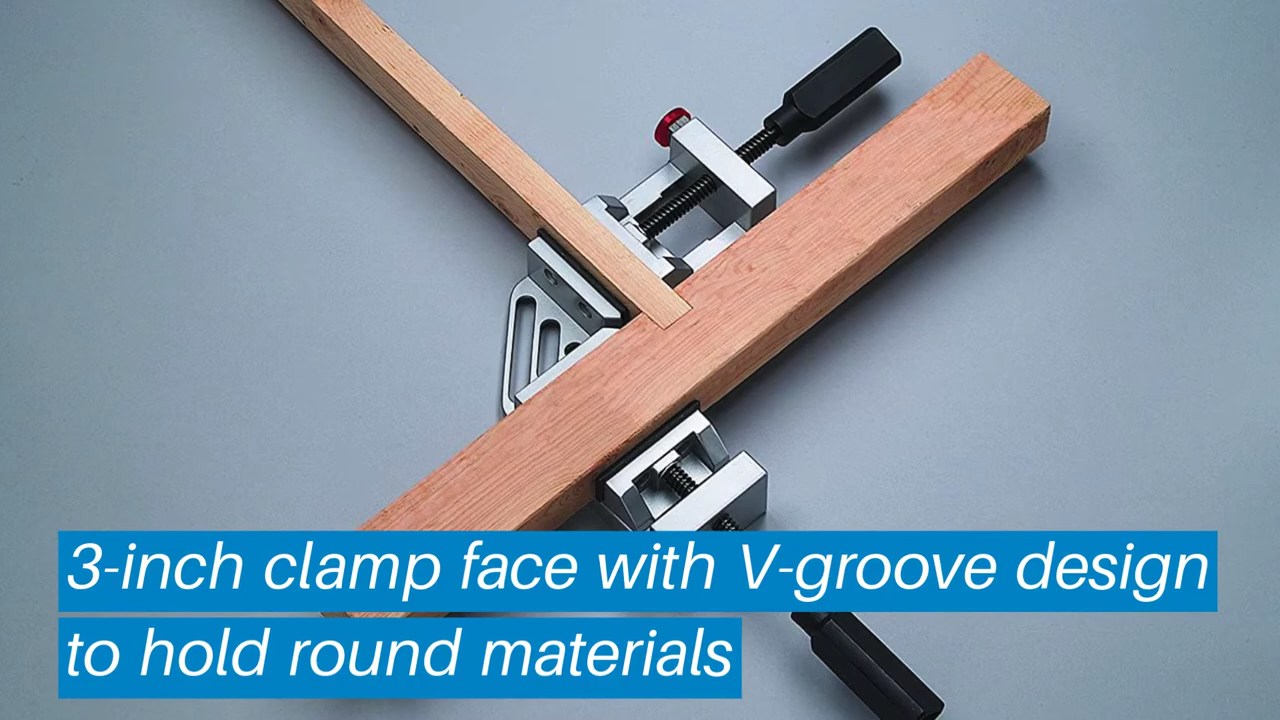 3-inch clamp face with V-groove design
to hold round materials